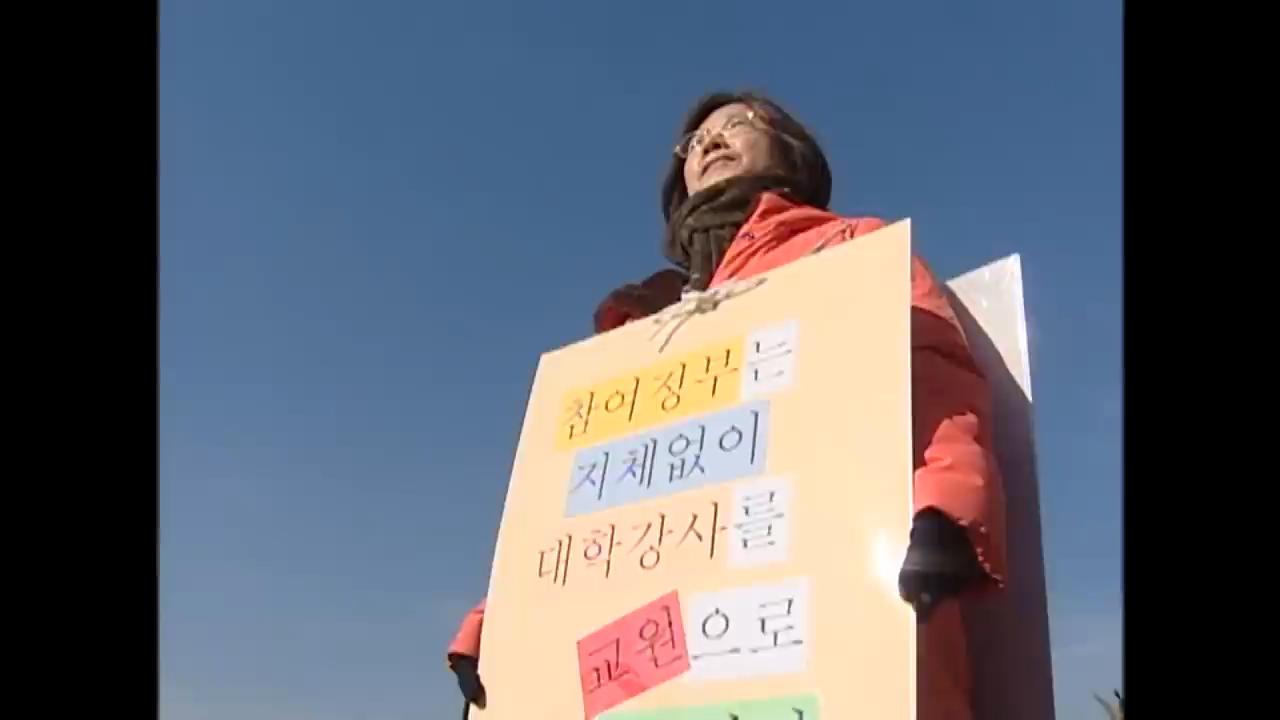 참여정부는
지체없이
대학강사를
교원으로